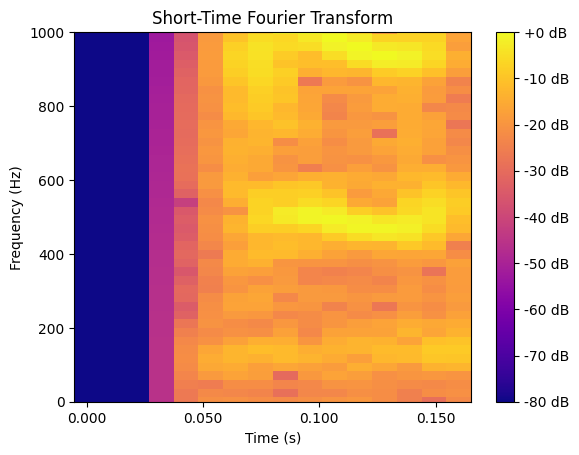 Short-Time Fourier Transform
1000
800
600
400
200
0
Frequency (Hz)
0.000
0.050
0.100
0.150
Time (s)
+0 dB
-10 dB
-20 dB
-30 dB
-40 dB
-50 dB
-60 dB
-70 dB
-80 dB